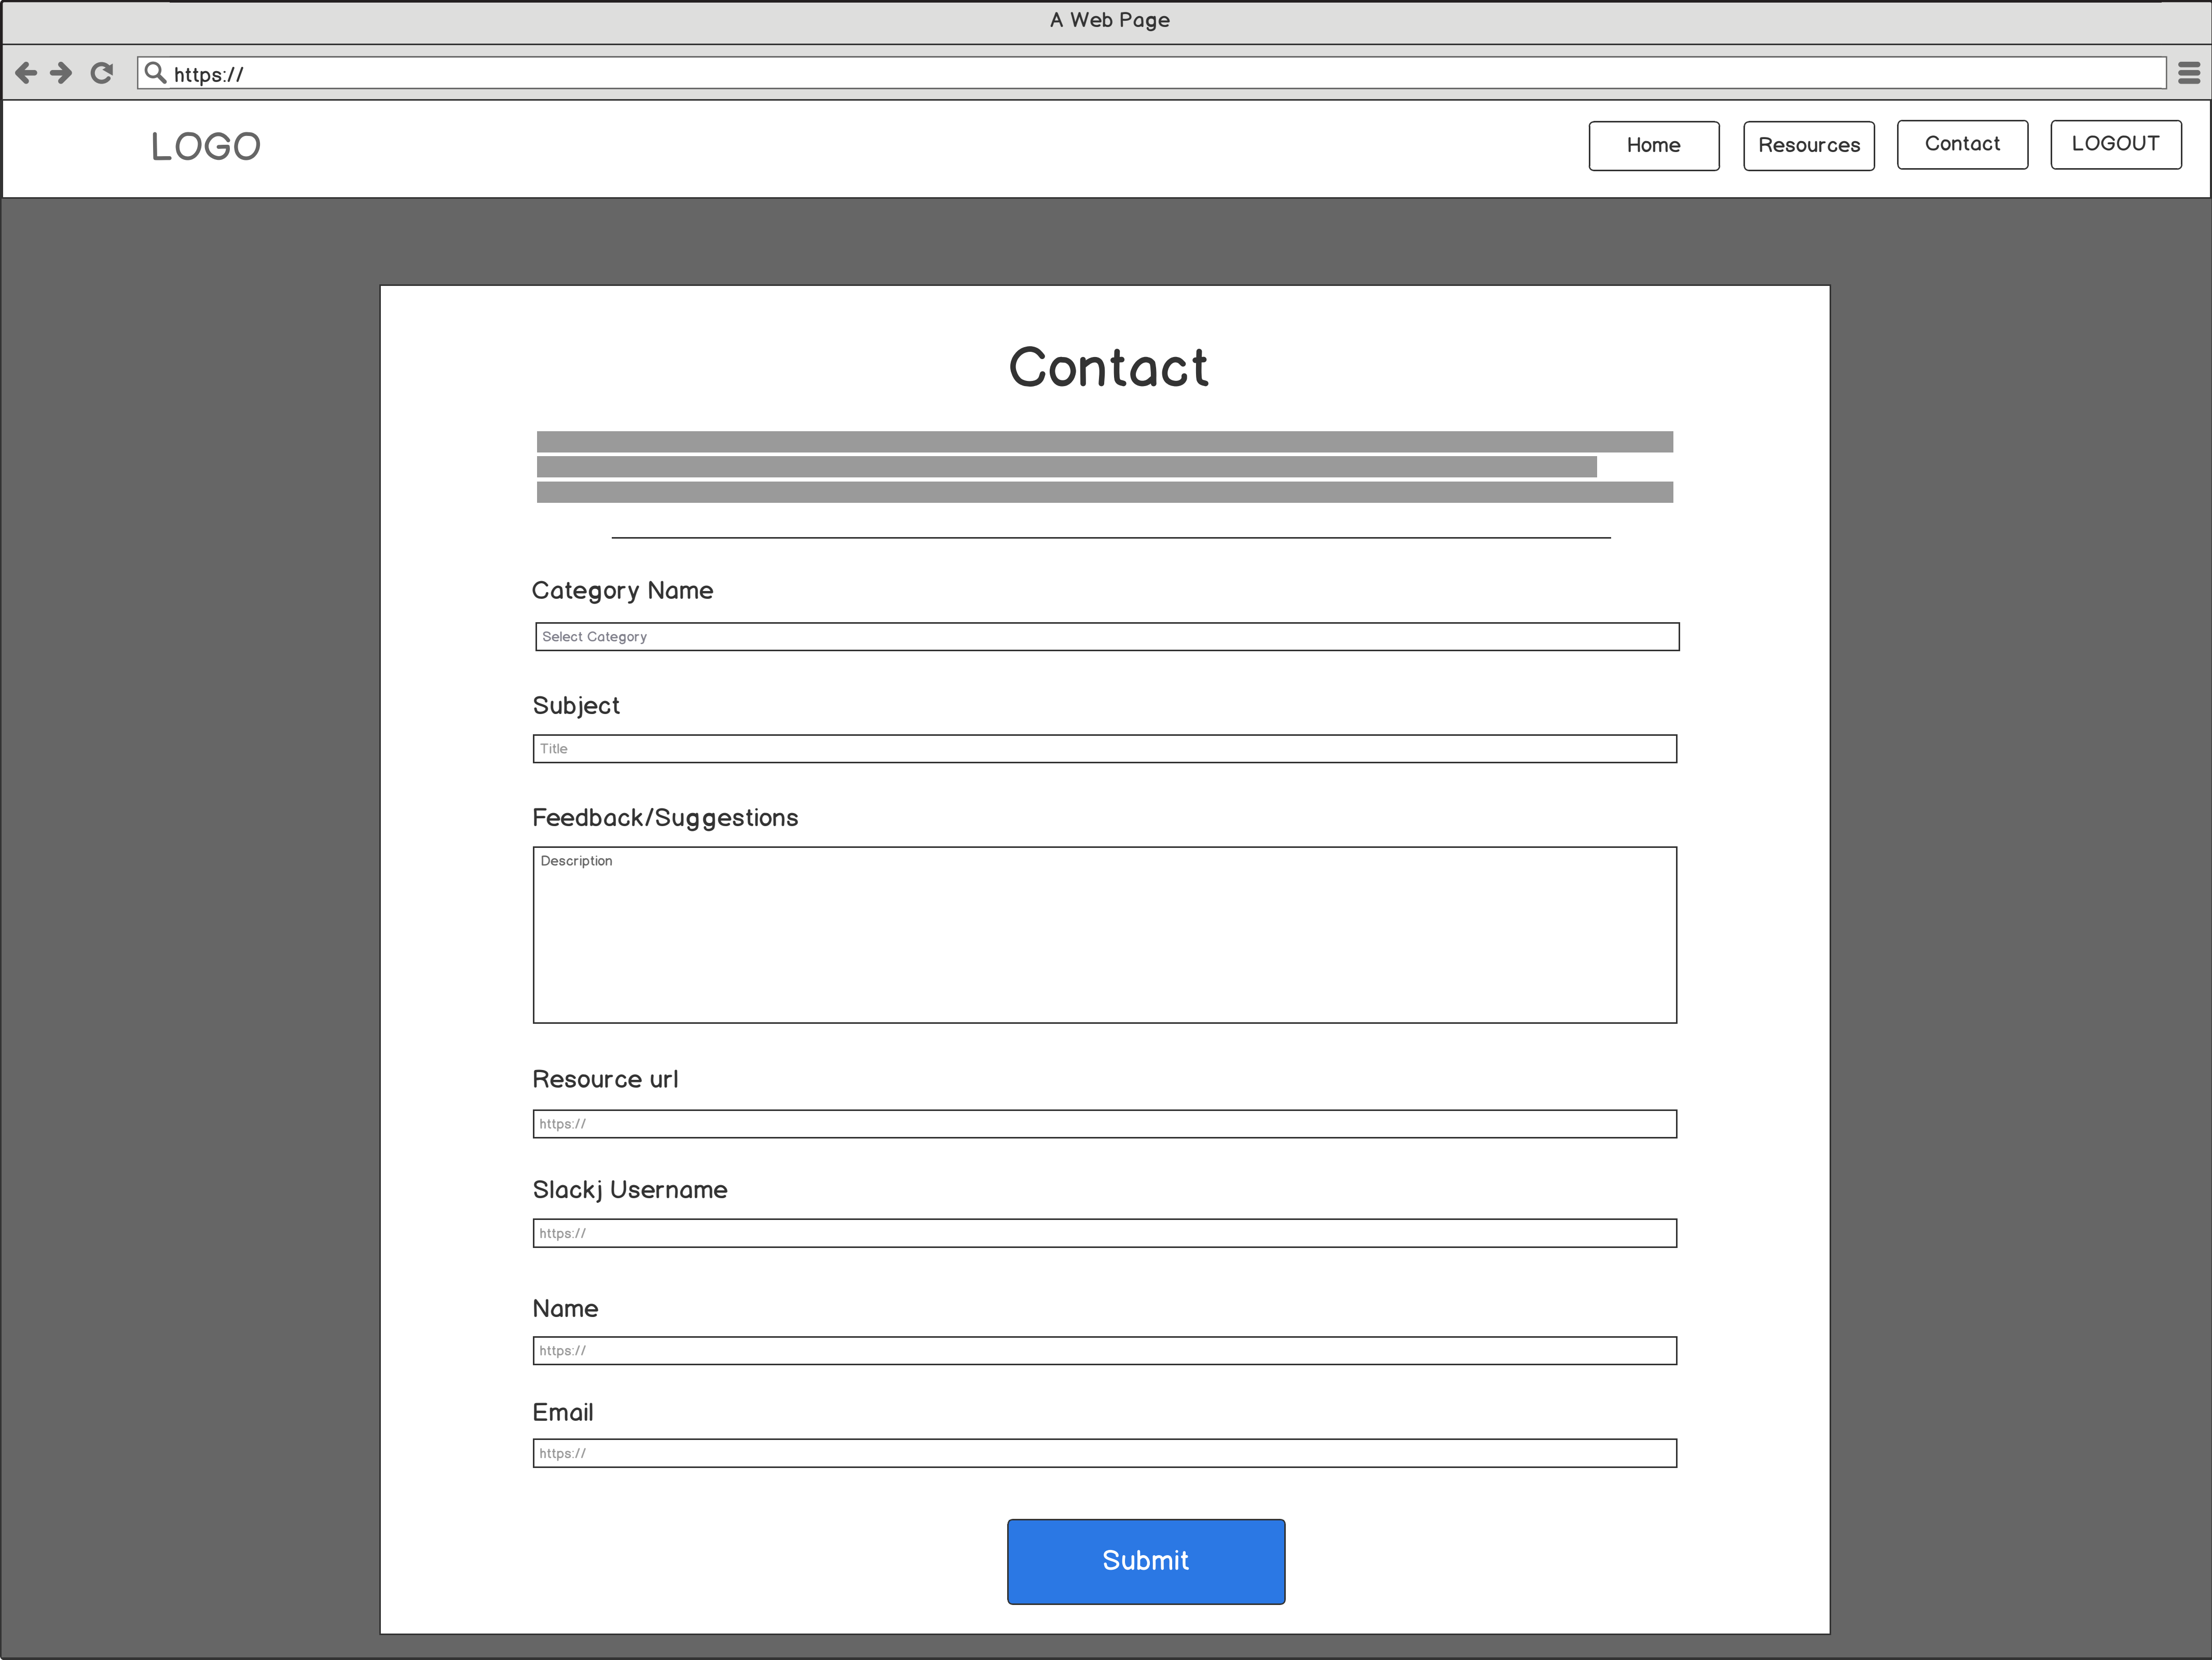 A Web Page
https://
LOGO
Home
Resources
Contact
LOGOUT
Contact
Category Name
Select Category
Subject
Title
Feedback/Suggestions
Description
Resource url
https://
Slackj Username
https://
Name
https://
Email
https://
Submit